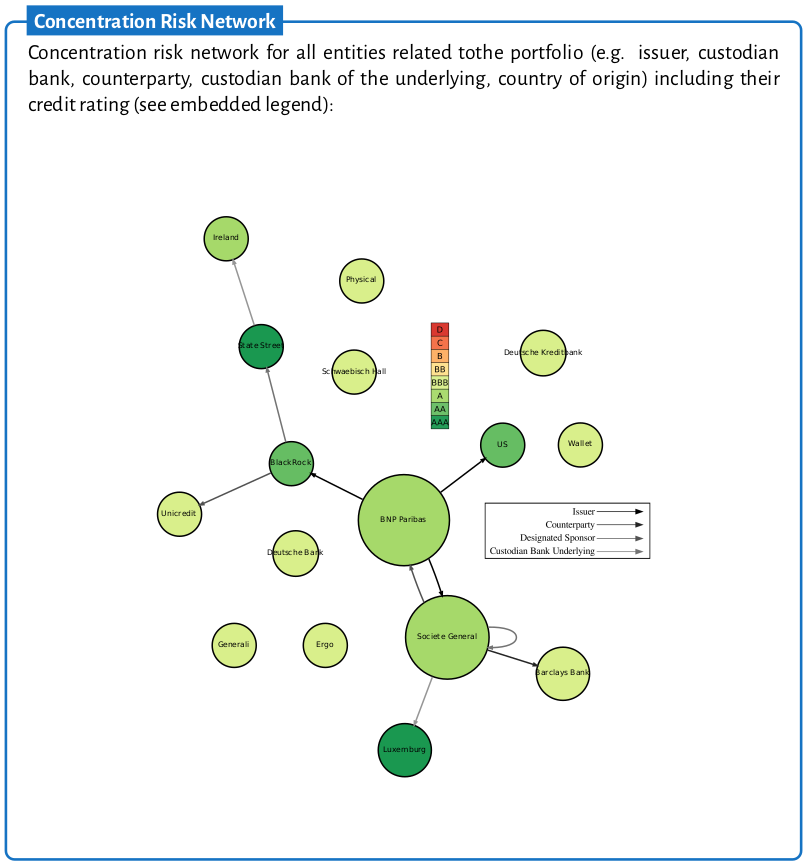 Concentration Risk Network
Concentration risk network for all entities related tothe portfolio (e.g. issuer, custodian
bank, counterparty, custodian bank of the underlying, country of origin) including their
credit rating (see embedded legend):
Ireland
Physical
D
C
B
BB
BBB
A
AA
AAA
State Street
Schwaebisch Hall
Deutsche Kreditbank
BlackRock
US
Wallet
Unicredit
BNP Paribas
Issuer
Counterparty
Designated Sponsor
Custodian Bank Underlying
Deutsche Bank
Generali
Ergo
Societe General
Barclays Bank
Luxemburg